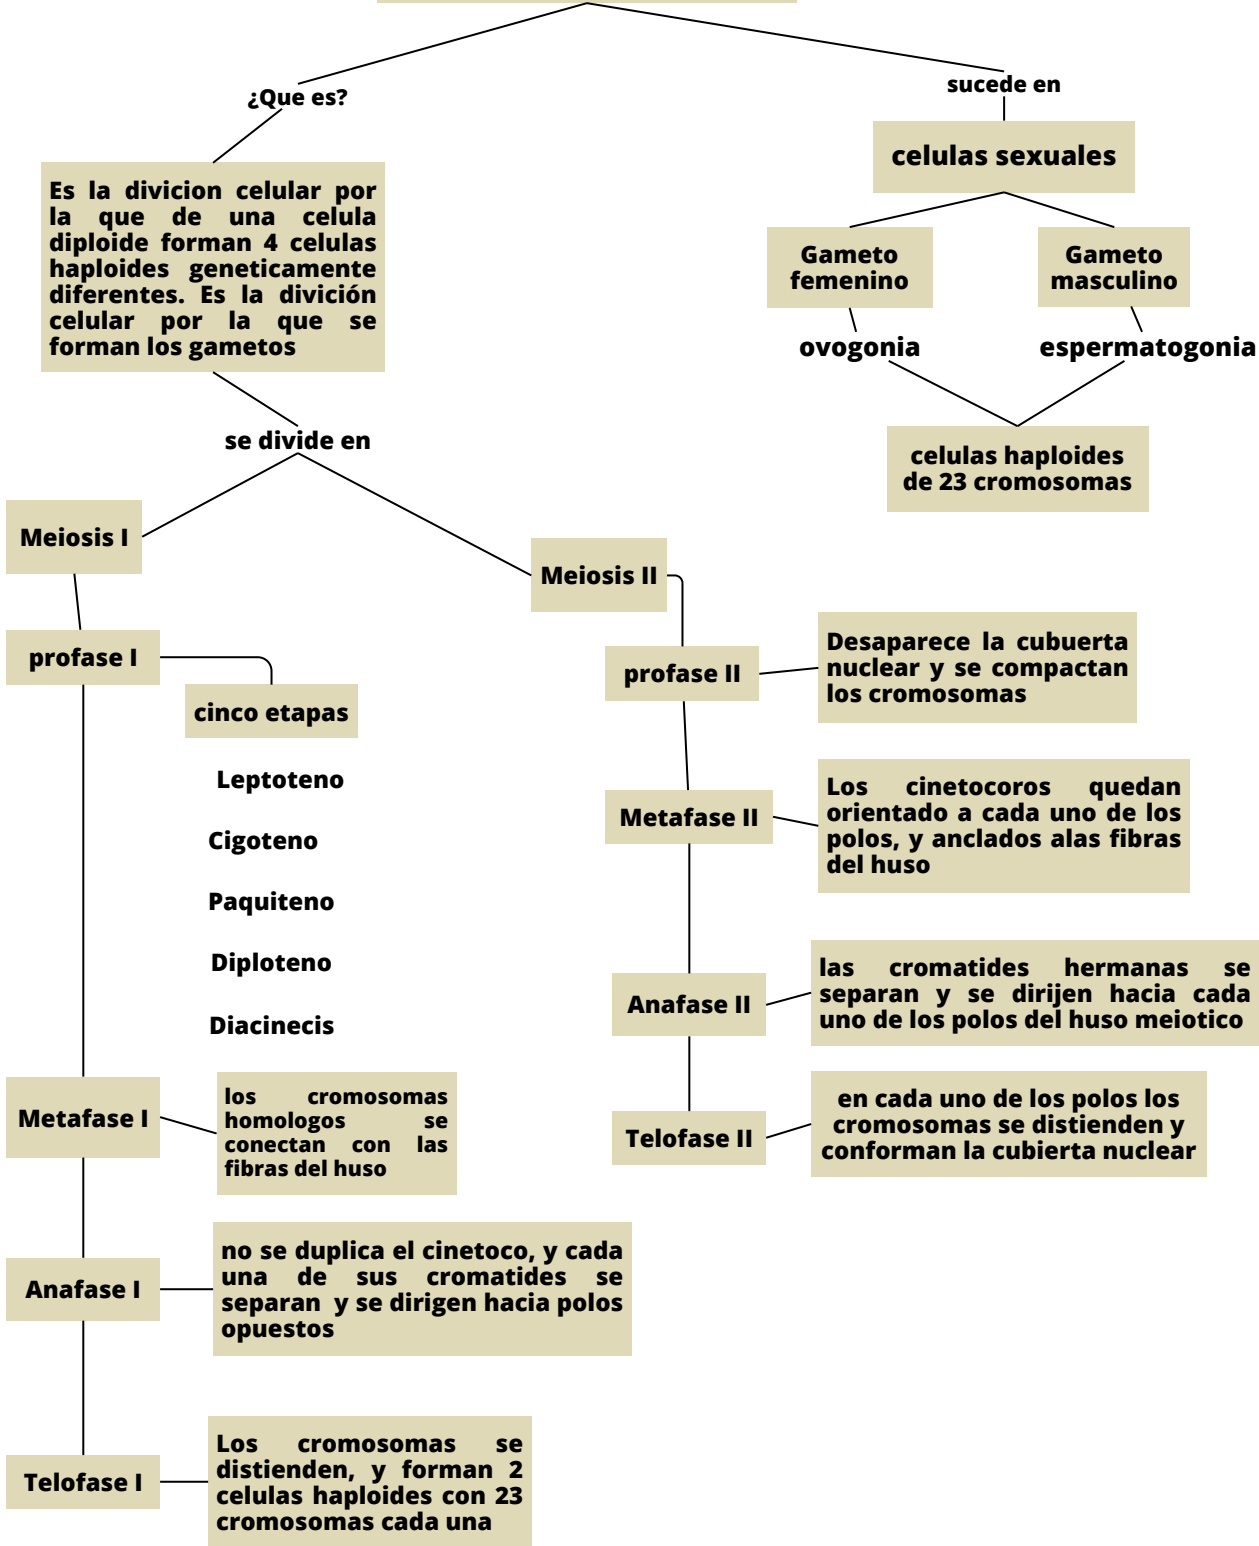 ¿Que es?
sucede en
celulas sexuales
Es la divicion celular por
la que de una celula
diploide forman 4 celulas
haploides geneticamente
diferentes. Es la divición
celular por la que se
forman los gametos
Gameto
femenino
Gameto
masculino
ovogonia
espermatogonia
celulas haploides
de 23 cromosomas
se divide en
Meiosis I
Meiosis II
profase I
cinco etapas
Leptoteno
Cigoteno
Paquiteno
Diploteno
Diacinecis
Metafase I
los cromosomas
homologos se
conectan con las
fibras del huso
Anafase I
no se duplica el cinetoco, y cada
una de sus cromatides se
separan y se dirigen hacia polos
opuestos
Telofase I
Los cromosomas se
distienden, y forman 2
celulas haploides con 23
cromosomas cada una
profase II
Desaparece la cubuerta
nuclear y se compactan
los cromosomas
Metafase II
Los cinetocoros quedan
orientado a cada uno de los
polos, y anclados alas fibras
del huso
Anafase II
las cromatides hermanas se
separan y se dirijen hacia cada
uno de los polos del huso meiotico
Telofase II
en cada uno de los polos los
cromosomas se distienden y
conforman la cubierta nuclear